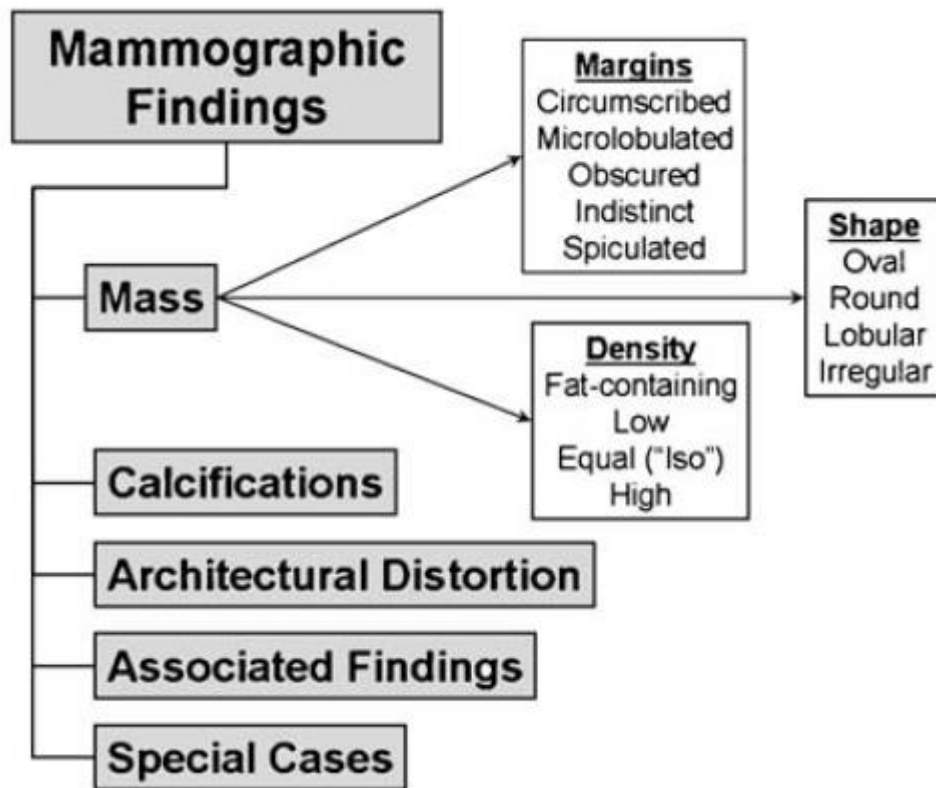 Mammographic
Findings
Margins
Circumscribed
Microlobulated
Obscured
Indistinct
Spiculated
Shape
Oval
Round
Lobular
Irregular
Mass
Density
Fat-containing
Low
Equal ("Iso")
High
Calcifications
Architectural Distortion
Associated Findings
Special Cases